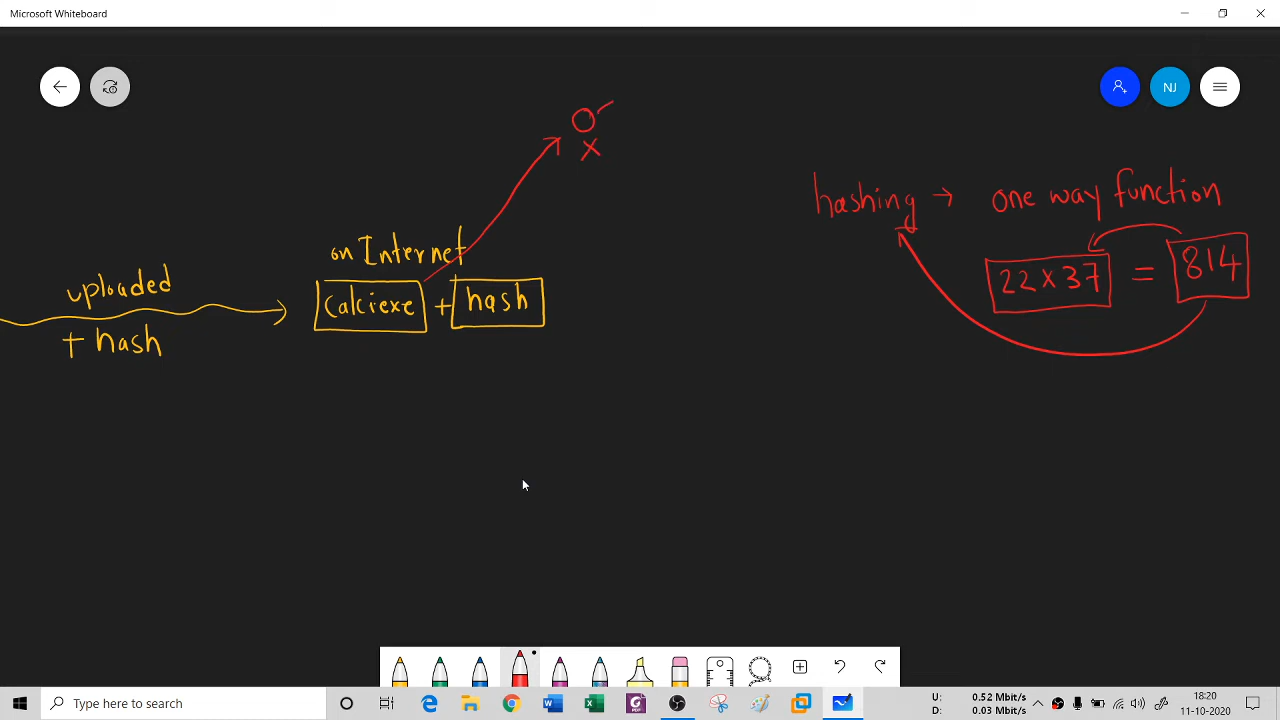 Microsoft Whiteboard
NJ
hashing → one way function
on Internet
uploaded
+ hash
calc.exe + hash
22 x 37 = 814
Type here to search
U: 0.52 Mbit/s
D: 0.03 Mbit/s
18:20
11-10-2020